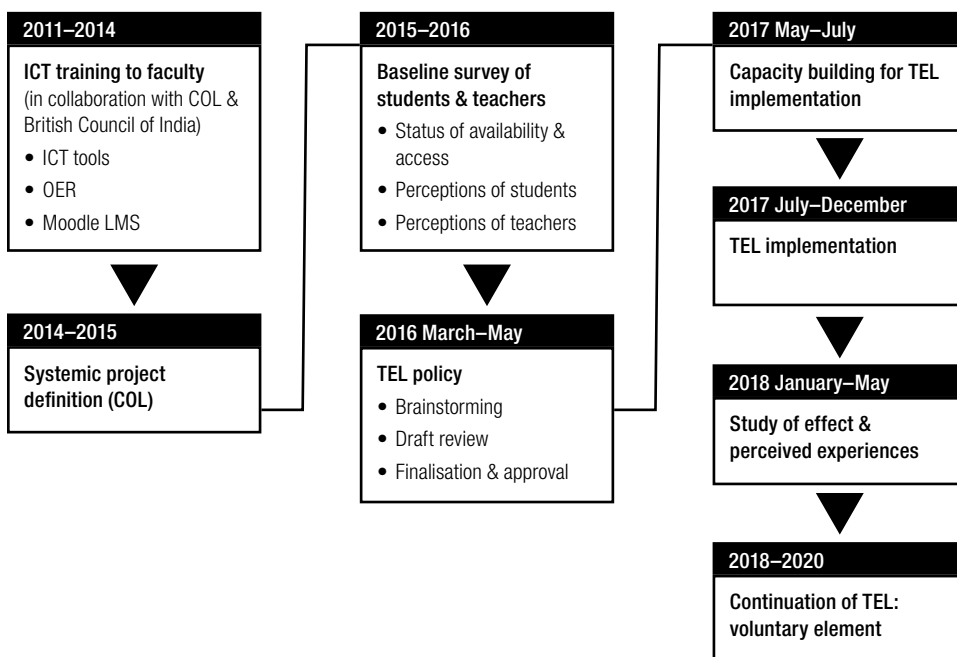 2011–2014
ICT training to faculty
(in collaboration with COL &
British Council of India)
• ICT tools
• OER
• Moodle LMS
2014–2015
Systemic project
definition (COL)
2015–2016
Baseline survey of
students & teachers
• Status of availability &
access
• Perceptions of students
• Perceptions of teachers
2016 March–May
TEL policy
• Brainstorming
• Draft review
• Finalisation & approval
2017 May–July
Capacity building for TEL
implementation
2017 July–December
TEL implementation
2018 January–May
Study of effect &
perceived experiences
2018–2020
Continuation of TEL:
voluntary element